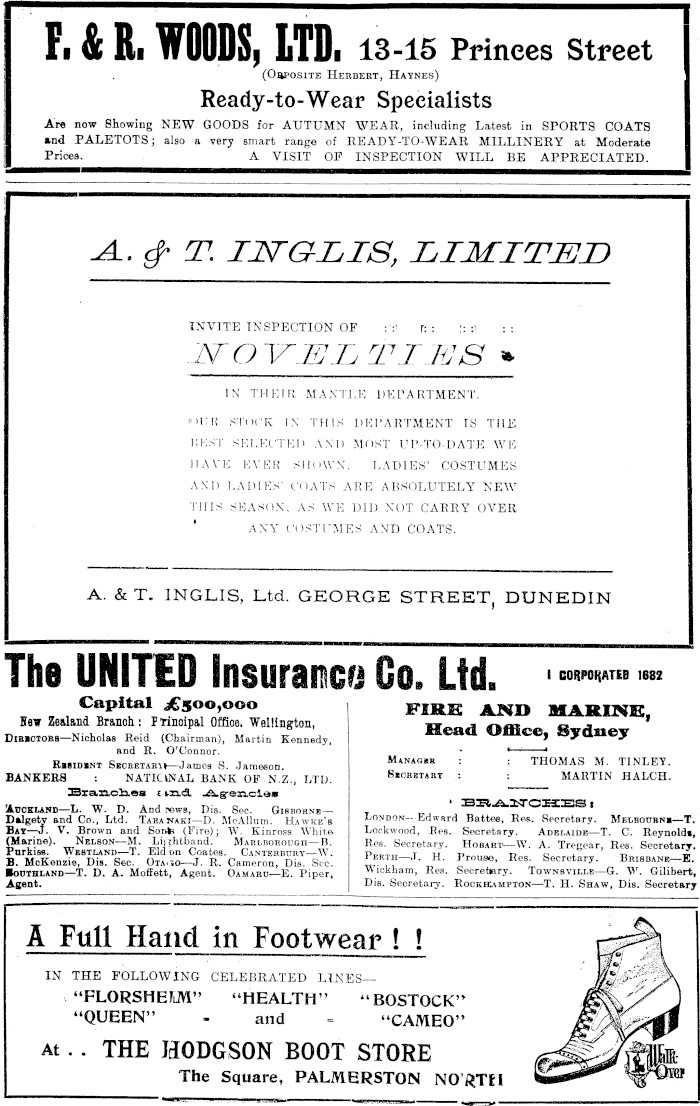 F. & R. WOODS, LTD. 13-15 Princes Street
(OPPOSITE HERBERT, HAYNES)
Ready-to-Wear Specialists
Are now Showing NEW GOODS for AUTUMN WEAR, including Latest in SPORTS COATS
and PALETOTS; also a very smart range of READY-TO-WEAR MILLINERY at Moderate
Prices. A VISIT OF INSPECTION WILL BE APPRECIATED.
A. & T. INGLIS, LIMITED
INVITE INSPECTION OF :: :: :: ::
NOVELTIES
IN THEIR MANTLE DEPARTMENT.
OUR STOCK IN THIS DEPARTMENT IS THE
BEST SELECTED AND MOST UP-TO-DATE WE
HAVE EVER SHOWN. LADIES' COSTUMES
AND LADIES' COATS ARE ABSOLUTELY NEW
THIS SEASON, AS WE DID NOT CARRY OVER
ANY COSTUMES AND COATS.
A. & T. INGLIS, Ltd. GEORGE STREET, DUNEDIN
The UNITED Insurance Co. Ltd. I CORPORATED 1882
Capital £500,000
New Zealand Branch: Principal Office, Wellington,
DIRECTORS—Nicholas Reid (Chairman), Martin Kennedy,
and R. O'Connor.
RESIDENT SECRETARY—James S. Jameson.
BANKERS : NATIONAL BANK OF N.Z., LTD.
Branches and Agencies
AUCKLAND—L. W. D. Andrews, Dis. Sec. GISBORNE—
Dalgety and Co., Ltd. TARANAKI—D. McAllum. HAWKE'S
BAY—J. V. Brown and Sons (Fire); W. Kinross White
(Marine). NELSON—M. Lightband. MARLBOROUGH—B.
Purkiss. WESTLAND—T. Eldon Coates. CANTERBURY—W.
B. McKenzie, Dis. Sec. OTAGO—J. R. Cameron, Dis. Sec.
SOUTHLAND—T. D. A. Moffett, Agent. OAMARU—E. Piper,
Agent.
FIRE AND MARINE,
Head Office, Sydney
MANAGER : : THOMAS M. TINLEY.
SECRETARY : : MARTIN HALCH.
BRANCHES:
LONDON—Edward Battes, Res. Secretary. MELBOURNE—T.
Lockwood, Res. Secretary. ADELAIDE—T. C. Reynolds,
Res. Secretary. HOBART—W. A. Tregear, Res. Secretary.
PERTH—J. H. Prouse, Res. Secretary. BRISBANE—E.
Wickham, Res. Secretary. TOWNSVILLE—G. W. Gilibert,
Dis. Secretary. ROCKHAMPTON—T. H. SHAW, Dis. Secretary
A Full Hand in Footwear ! !
IN THE FOLLOWING CELEBRATED LINES—
"FLORSHEIM" "HEALTH" "BOSTOCK"
"QUEEN" - and - "CAMEO"
At . . THE HODGSON BOOT STORE
The Square, PALMERSTON NORTH
Walk-
Over